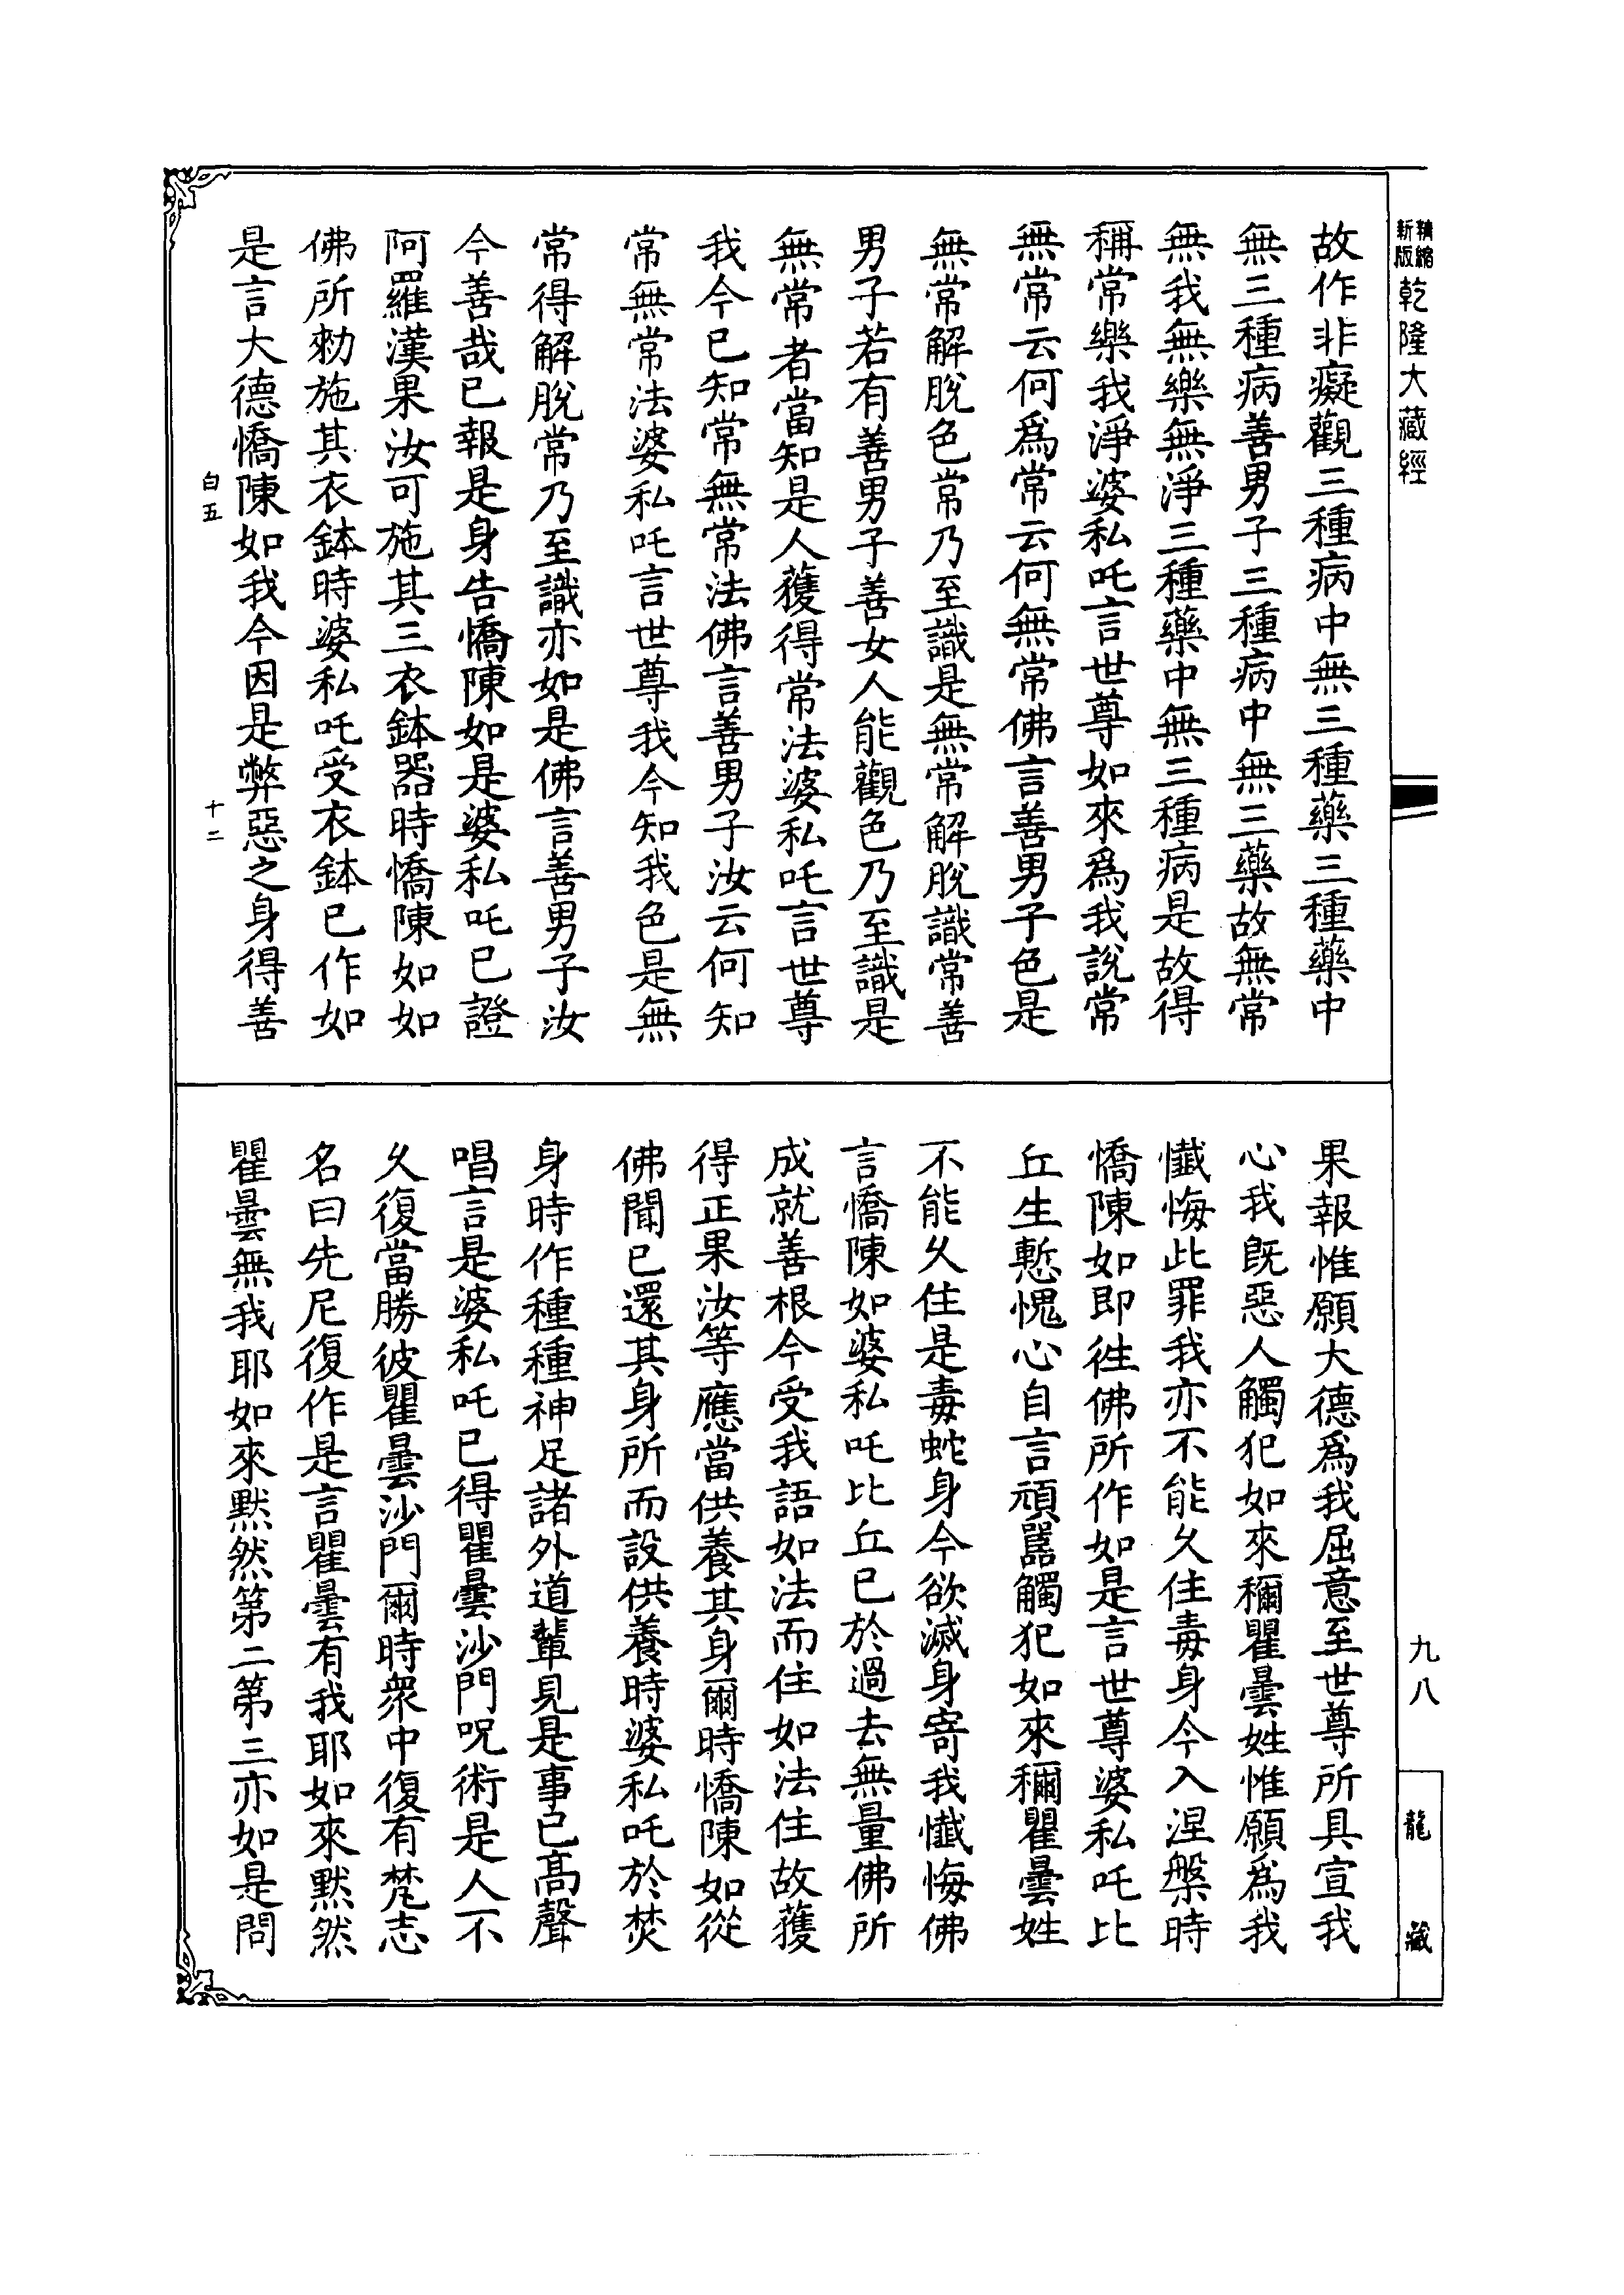 精縮新版乾隆大藏經
故作非癡觀三種病中無三種藥三種藥中
無三種病善男子三種病中無三藥故無常
無我無樂無淨三種藥中無三種病是故得
稱常樂我淨婆私吒言世尊如來爲我說常
無常云何爲常云何無常佛言善男子色是
無常解脫色常乃至識是無常解脫識常善
男子若有善男子善女人能觀色乃至識是
無常者當知是人獲得常法婆私吒言世尊
我今已知常無常法佛言善男子汝云何知
常無常法婆私吒言世尊我今知我色是無
常得解脫常乃至識亦如是佛言善男子汝
今善哉已報是身告憍陳如是婆私吒已證
阿羅漢果汝可施其三衣鉢器時憍陳如如
佛所勑施其衣鉢時婆私吒受衣鉢已作如
是言大德憍陳如我今因是弊惡之身得善
白五
十二
果報惟願大德爲我屈意至世尊所具宣我
心我既惡人觸犯如來稱瞿曇姓惟願爲我
懺悔此罪我亦不能久住毒身今入涅槃時
憍陳如即徃佛所作如是言世尊婆私吒比
丘生慙愧心自言頑嚚觸犯如來稱瞿曇姓
不能久住是毒蛇身今欲滅身寄我懺悔佛
言憍陳如婆私吒比丘已於過去無量佛所
成就善根今受我語如法而住如法住故獲
得正果汝等應當供養其身爾時憍陳如從
佛聞已還其身所而設供養時婆私吒於焚
身時作種種神足諸外道輩見是事已高聲
唱言是婆私吒已得瞿曇沙門呪術是人不
久復當勝彼瞿曇沙門爾時衆中復有梵志
名曰先尼復作是言瞿曇有我耶如來默然
瞿曇無我耶如來默然第二第三亦如是問
九八
龍藏